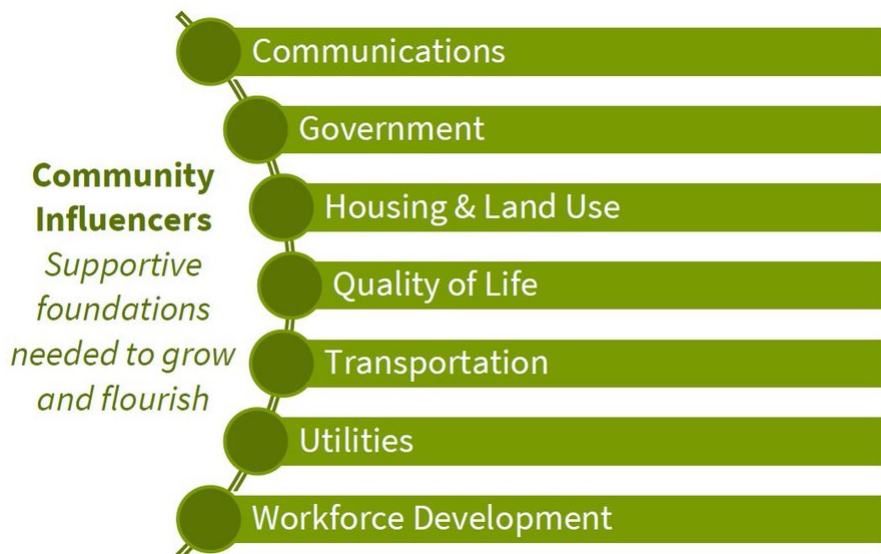 Community
Influencers
Supportive
foundations
needed to grow
and flourish
Communications
Government
Housing & Land Use
Quality of Life
Transportation
Utilities
Workforce Development